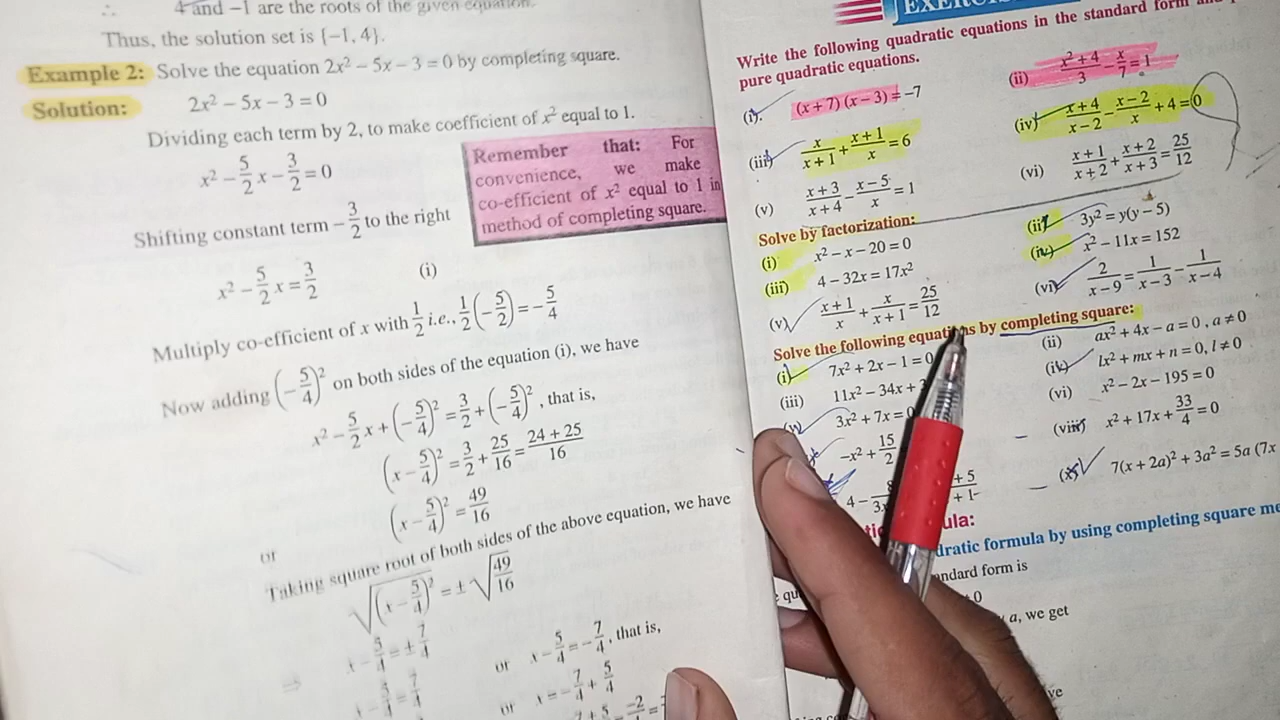 ∴ 4 and −1 are the roots of the given equation.
Thus, the solution set is {−1, 4}.
Example 2: Solve the equation 2x² − 5x − 3 = 0 by completing square.
Solution: 2x² − 5x − 3 = 0
Dividing each term by 2, to make coefficient of x² equal to 1.
x² − 5/2 x − 3/2 = 0
Remember that: For
convenience, we make
co-efficient of x² equal to 1 in
method of completing square.
Shifting constant term − 3/2 to the right
x² − 5/2 x = 3/2 (i)
Multiply co-efficient of x with 1/2 i.e., 1/2 (−5/2) = −5/4
Now adding (−5/4)² on both sides of the equation (i), we have
x² − 5/2 x + (−5/4)² = 3/2 + (−5/4)², that is,
(x − 5/4)² = 3/2 + 25/16 = 24 + 25/16
or (x − 5/4)² = 49/16
Taking square root of both sides of the above equation, we have
√(x − 5/4)² = ± √49/16
⇒ x − 5/4 = ± 7/4
x − 5/4 = 7/4 or x − 5/4 = − 7/4, that is,
or x = − 7/4 + 5/4
Write the following quadratic equations in the standard form and
pure quadratic equations.
(i). (x + 7) (x − 3) = −7
(ii) x² + 4/3 − x/7 = 1
(iii) x/x + 1 + x + 1/x = 6
(iv) x + 4/x − 2 − x − 2/x + 4 = 0
(v) x + 3/x + 4 − x − 5/x = 1
(vi) x + 1/x + 2 + x + 2/x + 3 = 25/12
Solve by factorization:
(i) x² − x − 20 = 0
(ii) 3y² = y(y − 5)
(iii) 4 − 32x = 17x²
(iv) x² − 11x = 152
(v) x + 1/x + x/x + 1 = 25/12
(vi) 2/x − 9 = 1/x − 3 − 1/x − 4
Solve the following equations by completing square:
(i) 7x² + 2x − 1 = 0
(ii) ax² + 4x − a = 0 , a ≠ 0
(iii) 11x² − 34x +
(iv) lx² + mx + n = 0, l ≠ 0
3x² + 7x = 0
(vi) x² − 2x − 195 = 0
−x² + 15/2
(viii) x² + 17x + 33/4 = 0
4 −
(x) 7(x + 2a)² + 3a² = 5a (7x
ula:
dratic formula by using completing square me
ndard form is
a, we get